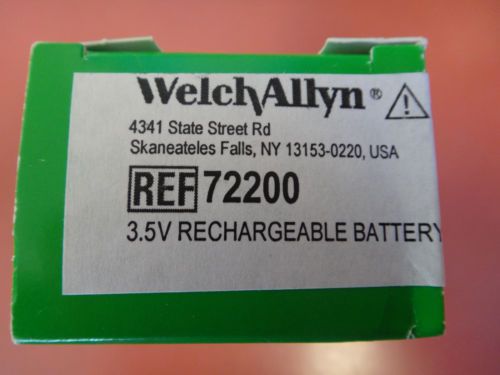 WelchAllyn®
4341 State Street Rd
Skaneateles Falls, NY 13153-0220, USA
REF 72200
3.5V RECHARGEABLE BATTERY